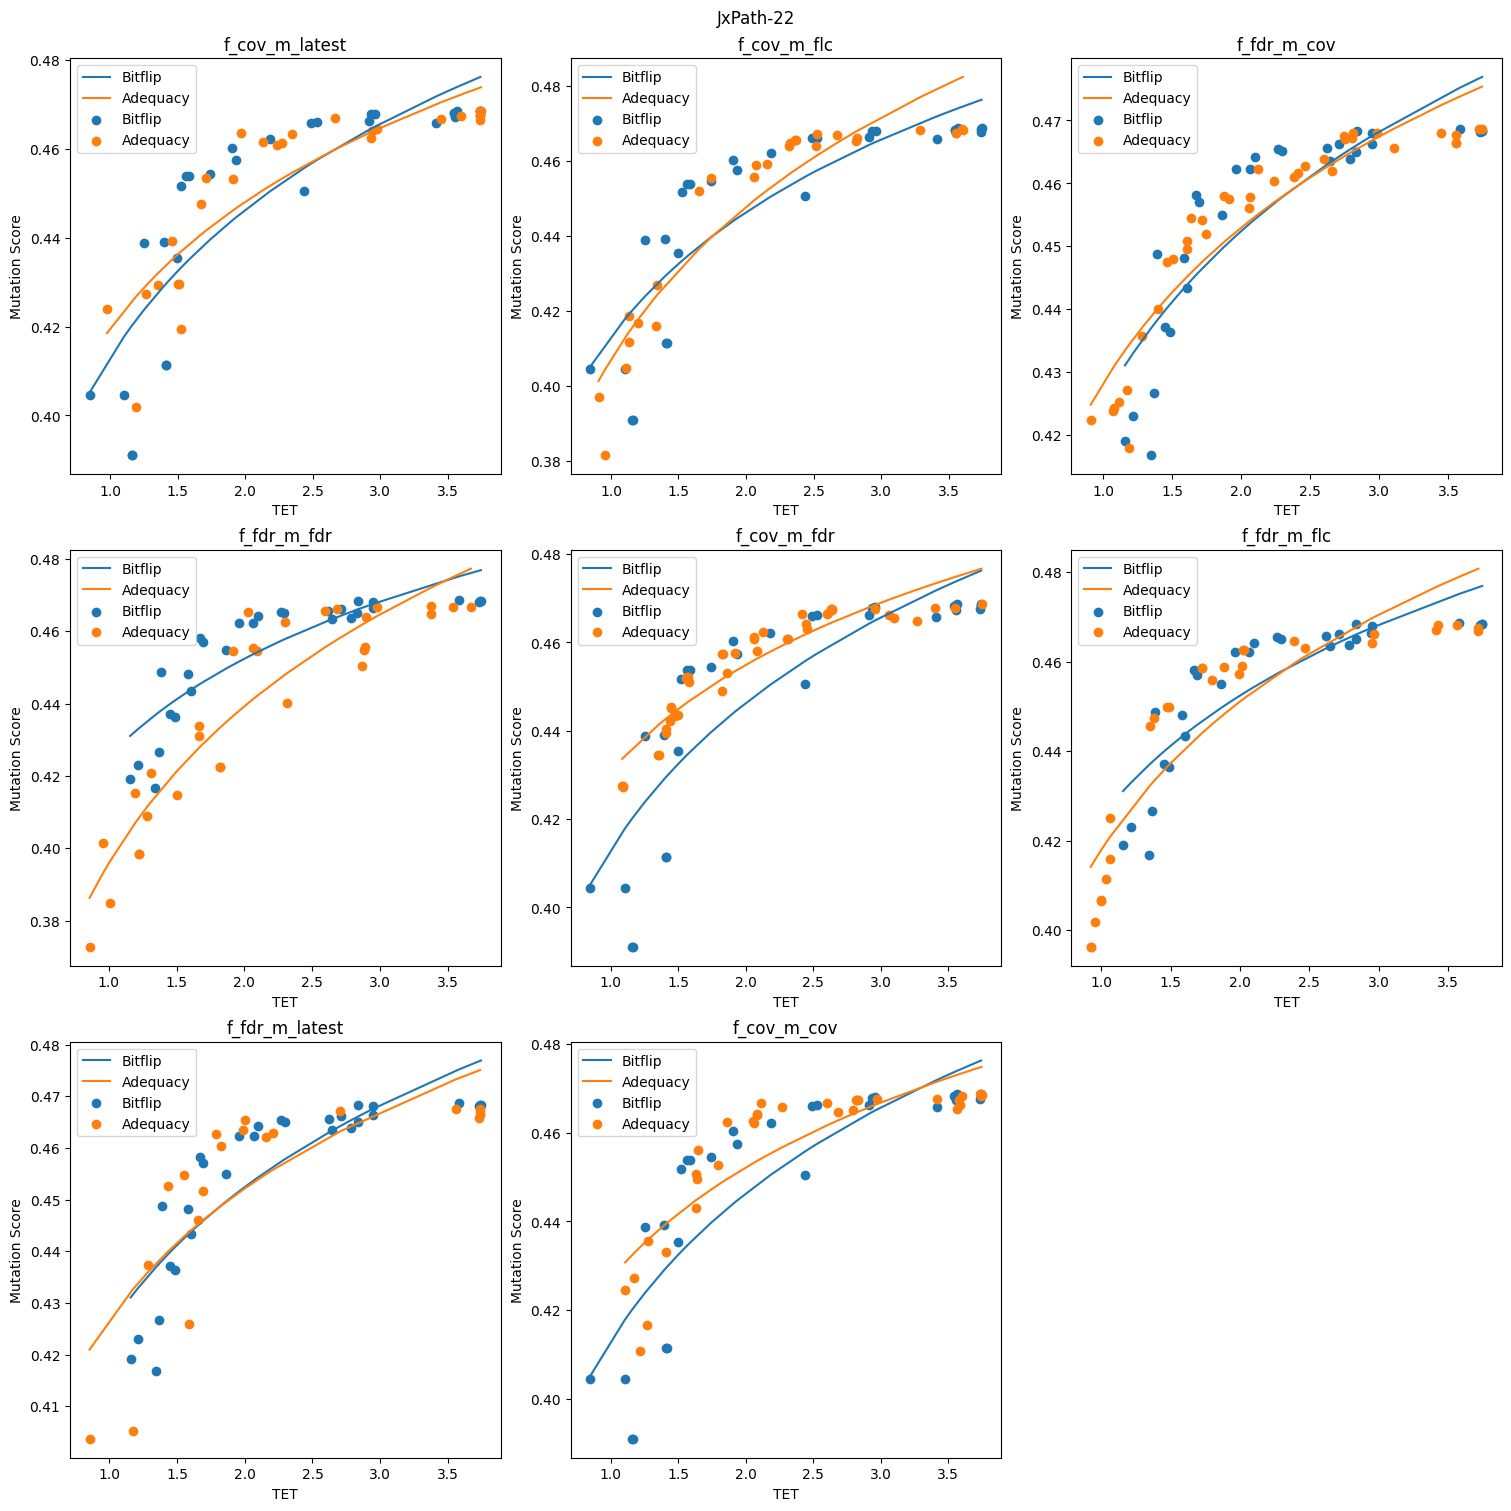 JxPath-22
f_cov_m_latest
0.48
0.46
0.44
0.42
0.40
Mutation Score
Bitflip
Adequacy
Bitflip
Adequacy
1.0 1.5 2.0 2.5 3.0 3.5
TET
f_cov_m_flc
0.48
0.46
0.44
0.42
0.40
0.38
Mutation Score
Bitflip
Adequacy
Bitflip
Adequacy
1.0 1.5 2.0 2.5 3.0 3.5
TET
f_fdr_m_cov
0.47
0.46
0.45
0.44
0.43
0.42
Mutation Score
Bitflip
Adequacy
Bitflip
Adequacy
1.0 1.5 2.0 2.5 3.0 3.5
TET
f_fdr_m_fdr
0.48
0.46
0.44
0.42
0.40
0.38
Mutation Score
Bitflip
Adequacy
Bitflip
Adequacy
1.0 1.5 2.0 2.5 3.0 3.5
TET
f_cov_m_fdr
0.48
0.46
0.44
0.42
0.40
Mutation Score
Bitflip
Adequacy
Bitflip
Adequacy
1.0 1.5 2.0 2.5 3.0 3.5
TET
f_fdr_m_flc
0.48
0.46
0.44
0.42
0.40
Mutation Score
Bitflip
Adequacy
Bitflip
Adequacy
1.0 1.5 2.0 2.5 3.0 3.5
TET
f_fdr_m_latest
0.48
0.47
0.46
0.45
0.44
0.43
0.42
0.41
Mutation Score
Bitflip
Adequacy
Bitflip
Adequacy
1.0 1.5 2.0 2.5 3.0 3.5
TET
f_cov_m_cov
0.48
0.46
0.44
0.42
0.40
Mutation Score
Bitflip
Adequacy
Bitflip
Adequacy
1.0 1.5 2.0 2.5 3.0 3.5
TET